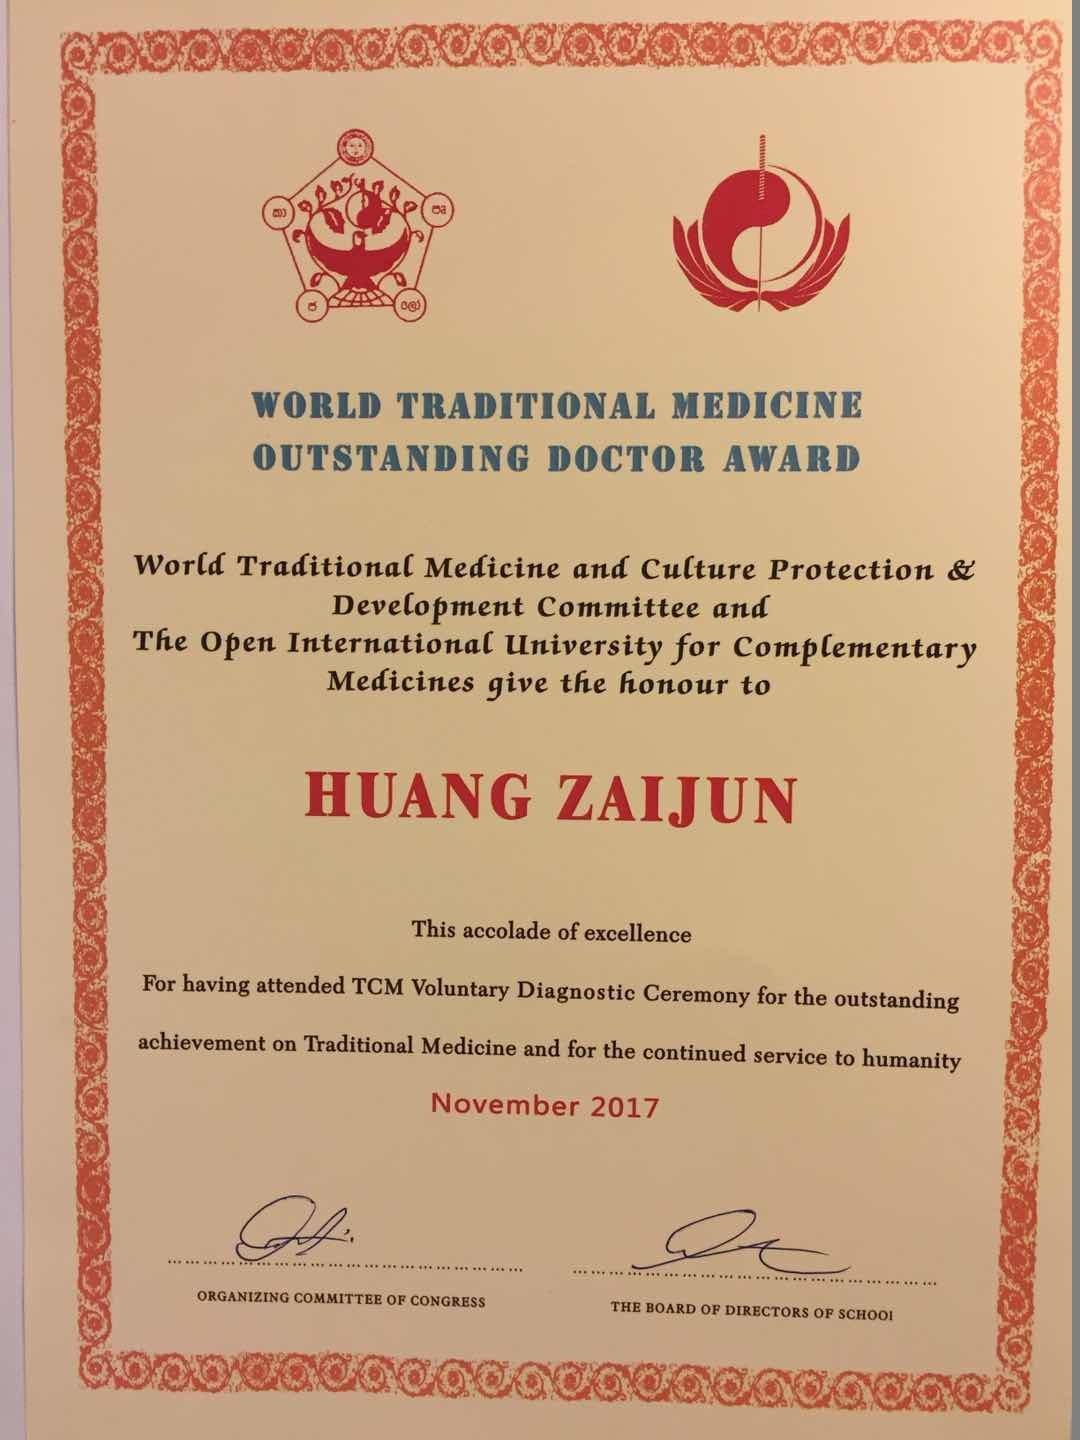 කා
පෘ
ජ
ලෝ
WORLD TRADITIONAL MEDICINE
OUTSTANDING DOCTOR AWARD
World Traditional Medicine and Culture Protection &
Development Committee and
The Open International University for Complementary
Medicines give the honour to
HUANG ZAIJUN
This accolade of excellence
For having attended TCM Voluntary Diagnostic Ceremony for the outstanding
achievement on Traditional Medicine and for the continued service to humanity
November 2017
ORGANIZING COMMITTEE OF CONGRESS
THE BOARD OF DIRECTORS OF SCHOOl